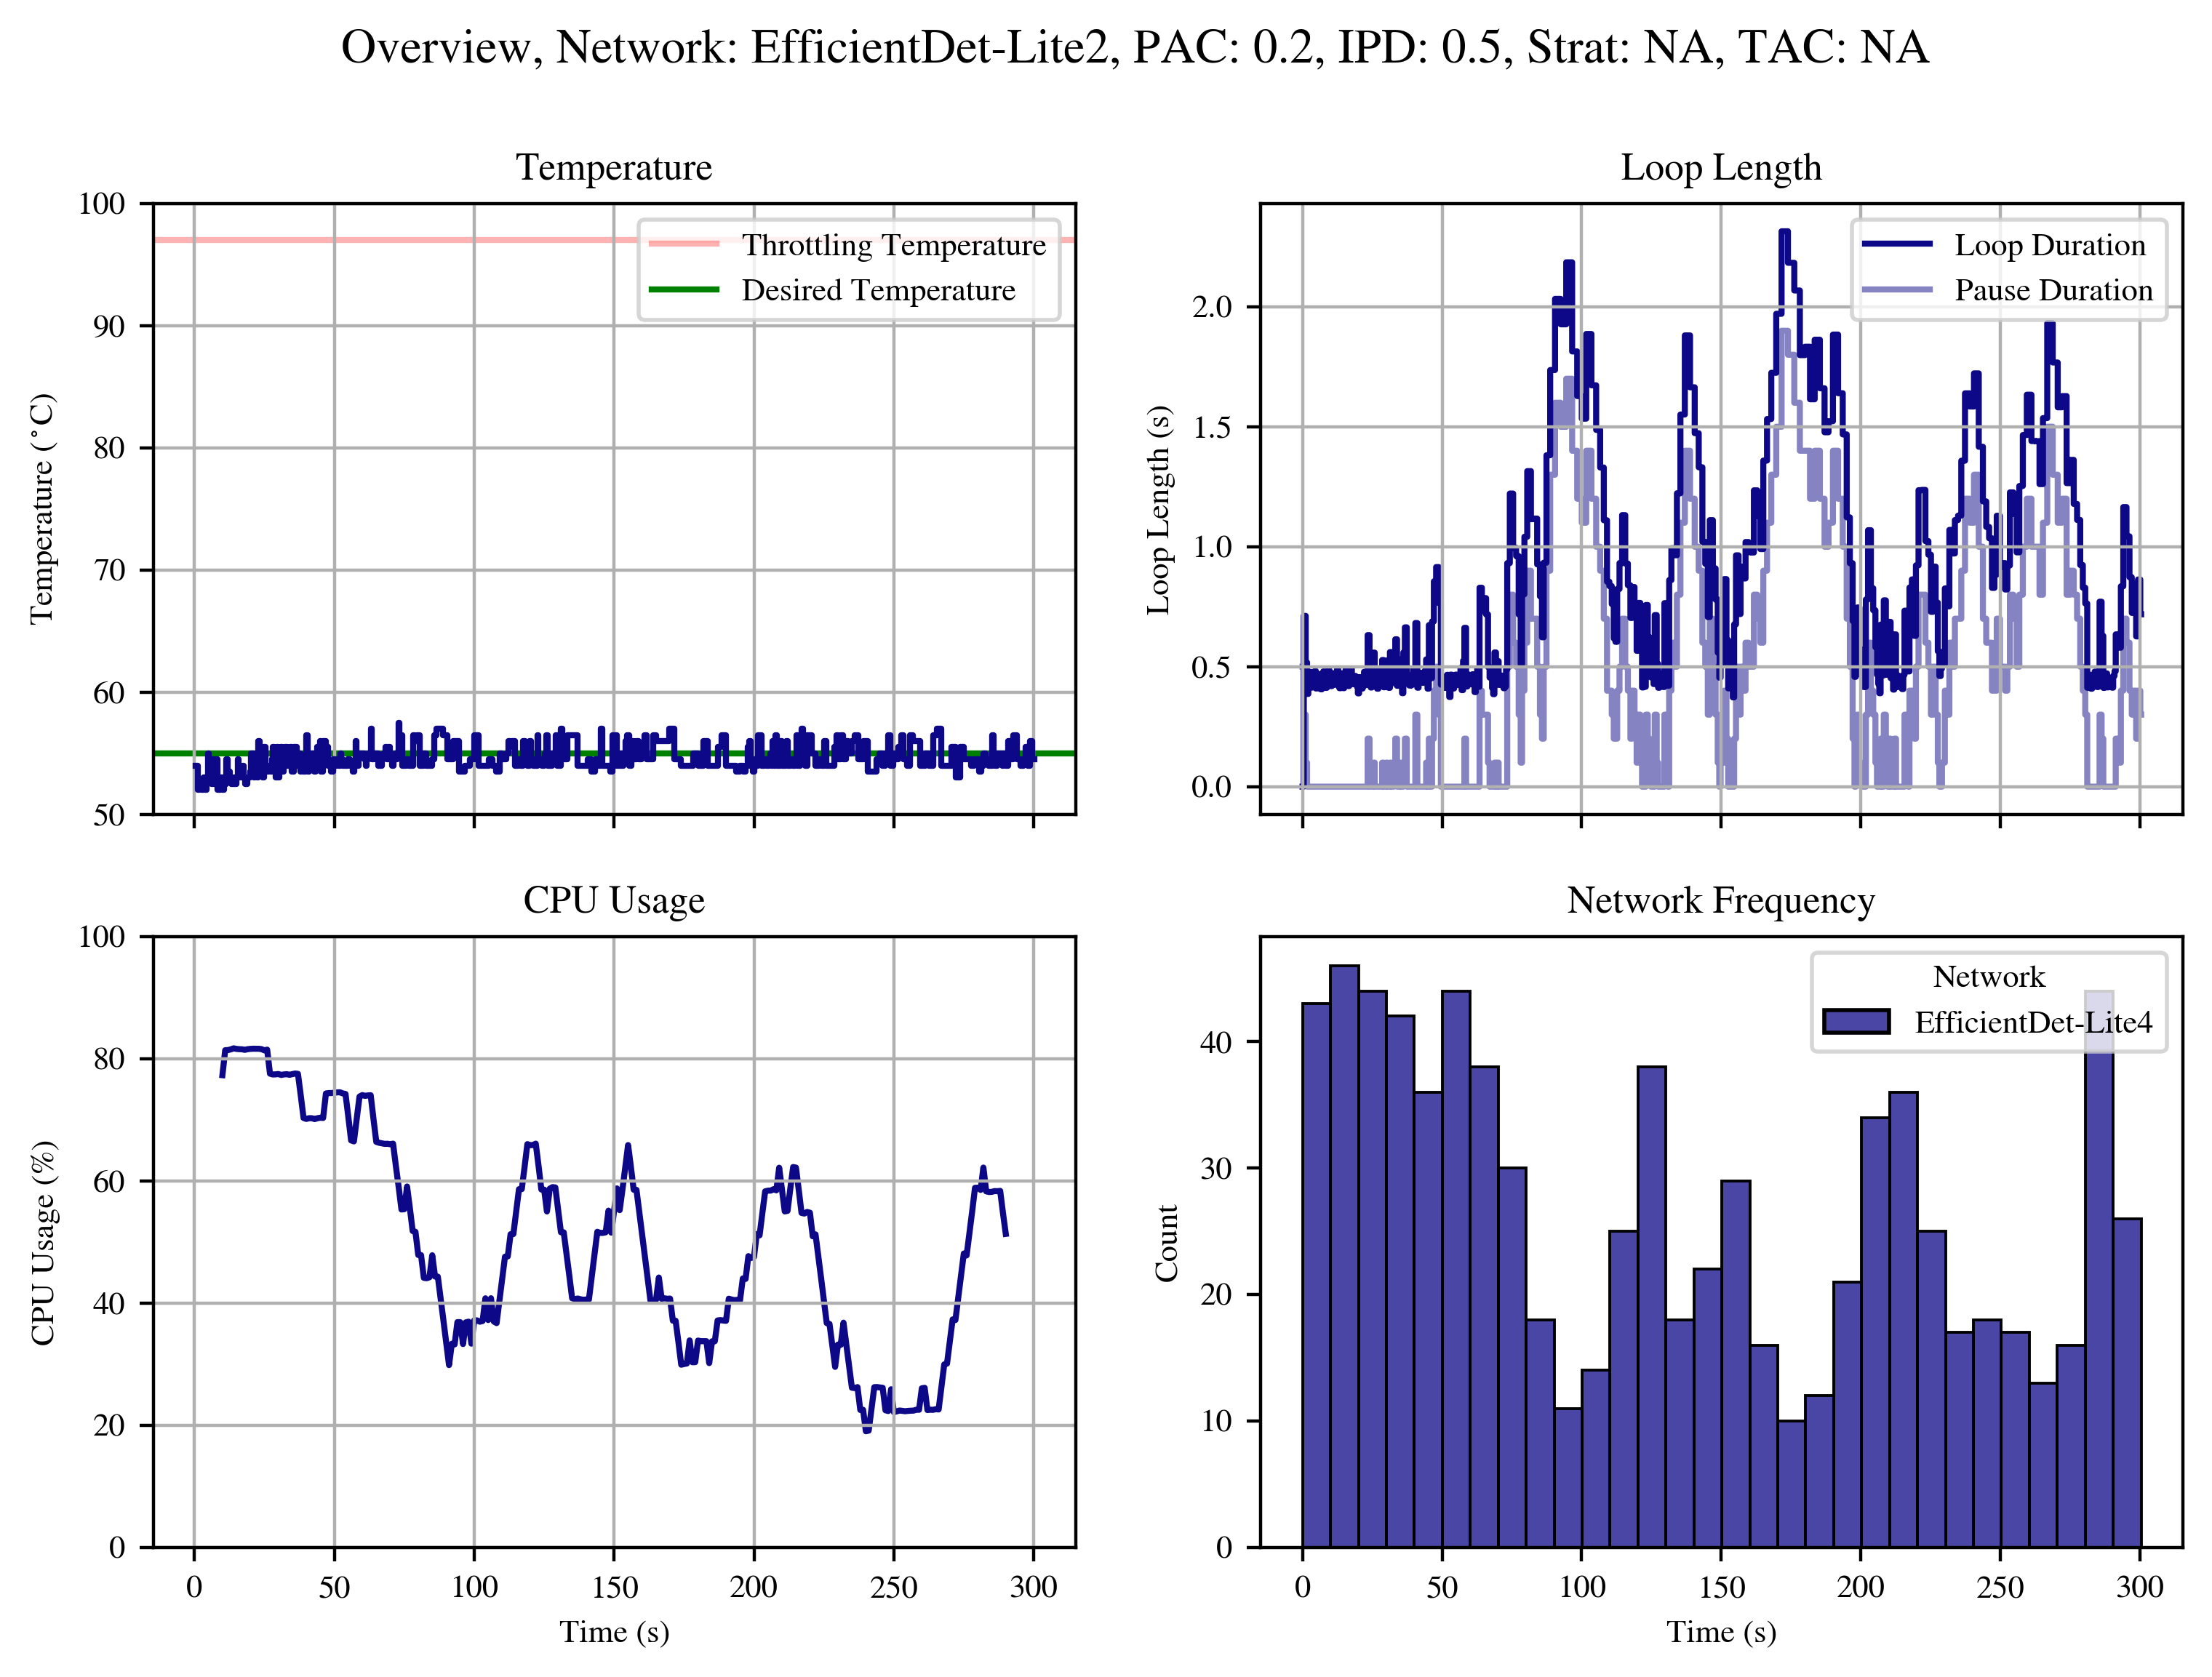 Overview, Network: EfficientDet-Lite2, PAC: 0.2, IPD: 0.5, Strat: NA, TAC: NA
Temperature
100
90
80
70
60
50
Temperature (°C)
Throttling Temperature
Desired Temperature
Loop Length
2.0
1.5
1.0
0.5
0.0
Loop Length (s)
Loop Duration
Pause Duration
CPU Usage
100
80
60
40
20
0
CPU Usage (%)
0 50 100 150 200 250 300
Time (s)
Network Frequency
40
30
20
10
0
Count
Network
EfficientDet-Lite4
0 50 100 150 200 250 300
Time (s)